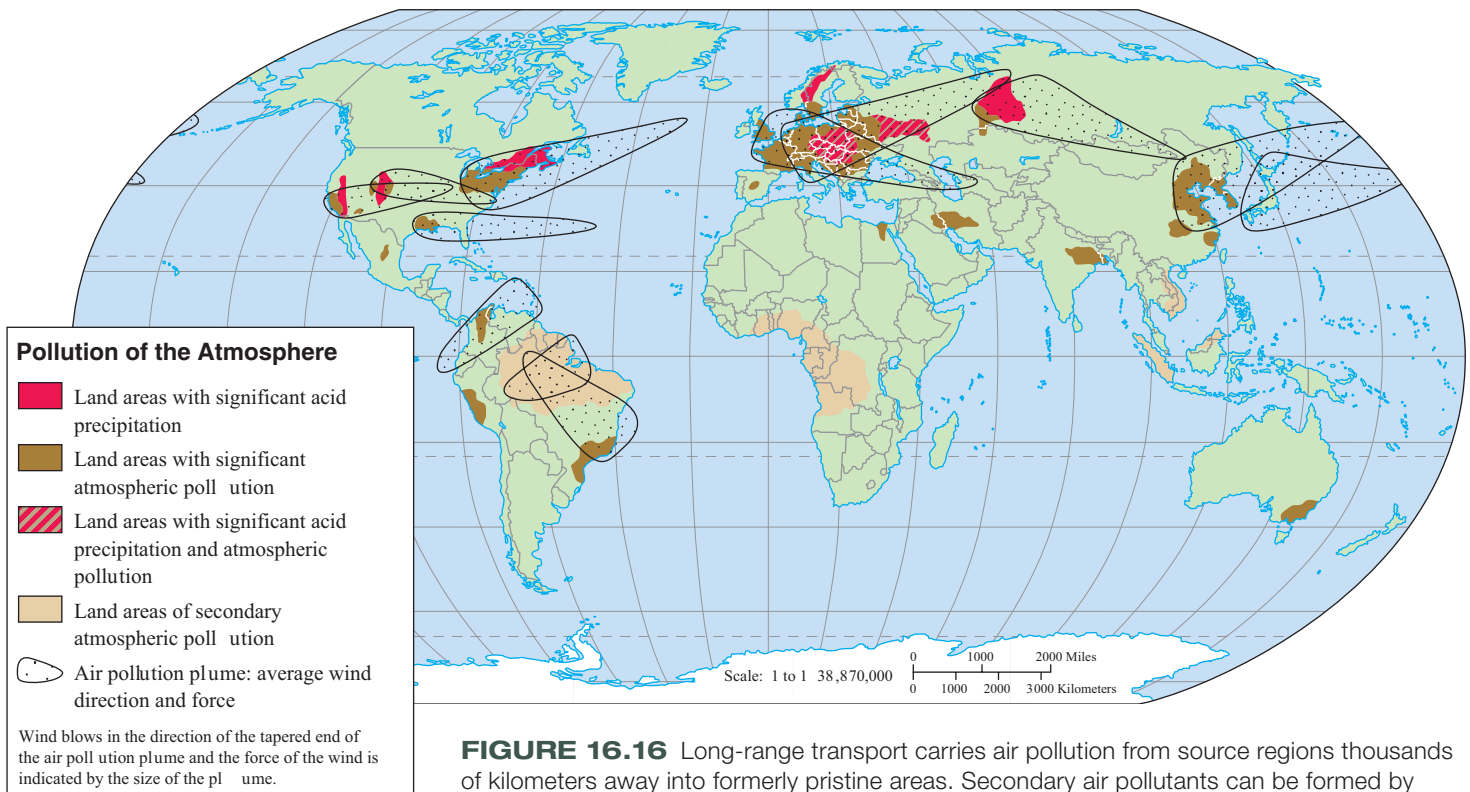 Pollution of the Atmosphere
Land areas with significant acid
precipitation
Land areas with significant
atmospheric poll ution
Land areas with significant acid
precipitation and atmospheric
pollution
Land areas of secondary
atmospheric poll ution
Air pollution plume: average wind
direction and force
Wind blows in the direction of the tapered end of
the air poll ution plume and the force of the wind is
indicated by the size of the pl ume.
0 1000 2000 Miles
Scale: 1 to 1 38,870,000
0 1000 2000 3000 Kilometers
FIGURE 16.16 Long-range transport carries air pollution from source regions thousands
of kilometers away into formerly pristine areas. Secondary air pollutants can be formed by